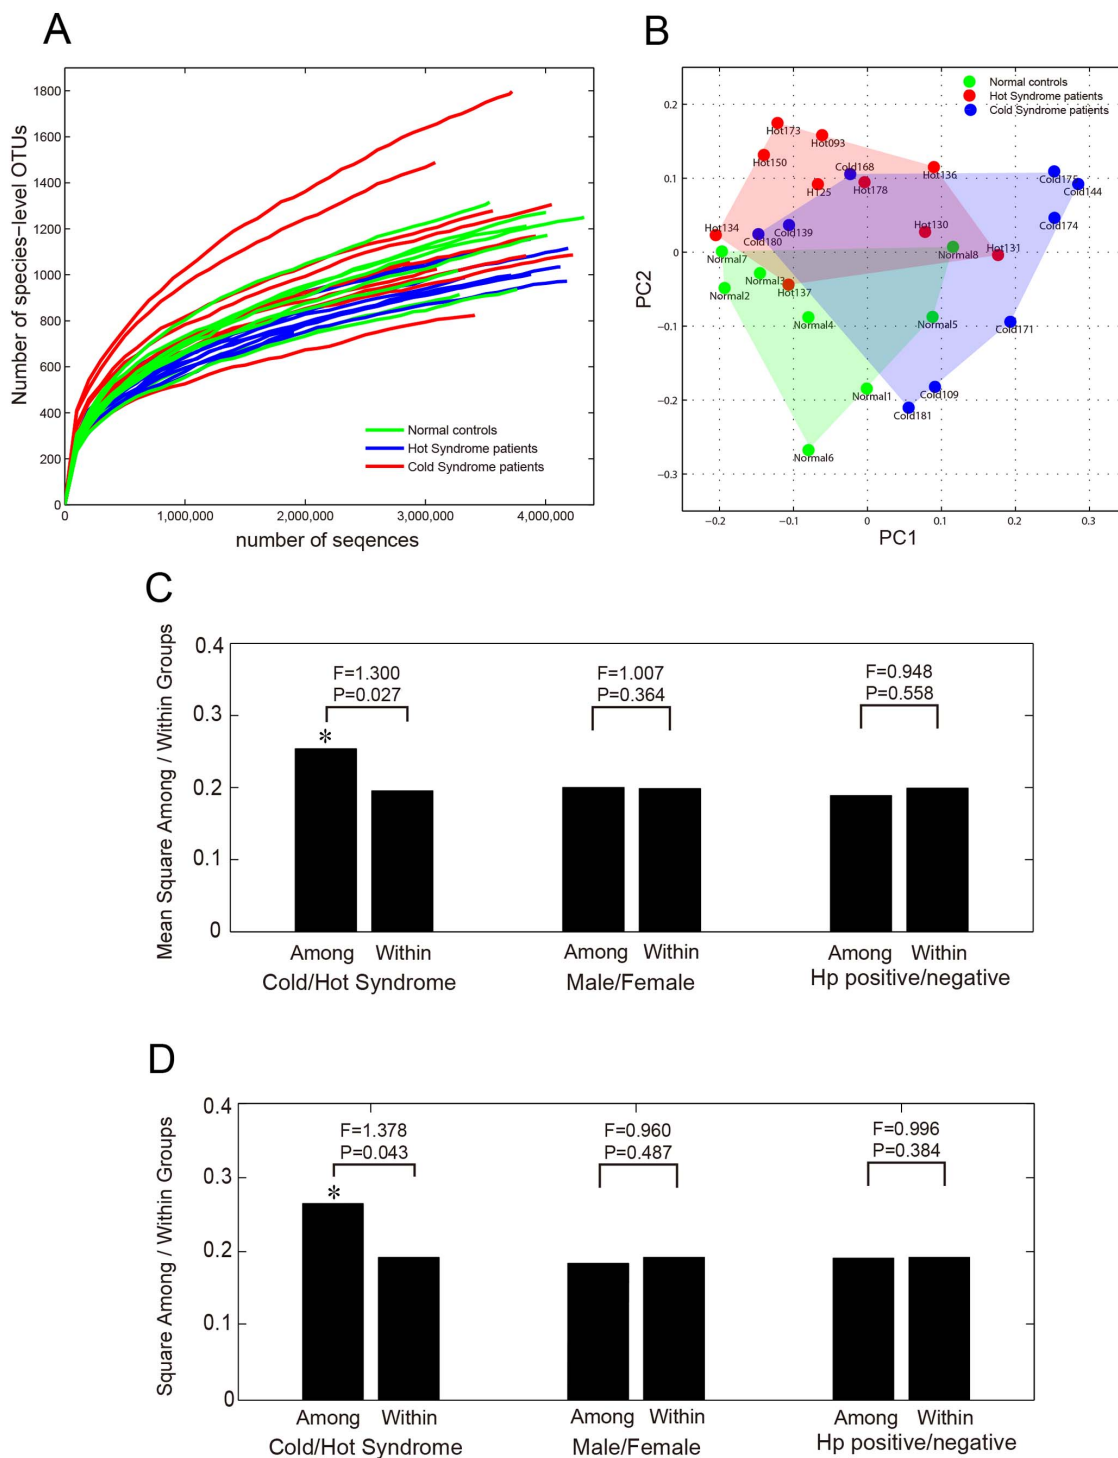 A
Number of species-level OTUs
1800
1600
1400
1200
1000
800
600
400
200
0
Normal controls
Hot Syndrome patients
Cold Syndrome patients
0
1,000,000
2,000,000
3,000,000
4,000,000
number of seqences
B
PC2
0.2
0.1
0
−0.1
−0.2
−0.3
Normal controls
Hot Syndrome patients
Cold Syndrome patients
Hot173
Hot093
Hot150
Cold168
Hot136
H125
Hot178
Cold175
Cold144
Cold174
Hot134
Cold139
Cold180
Hot130
Hot131
Normal7
Normal8
Normal3
Normal2
Hot137
Normal4
Normal5
Cold171
Normal1
Cold109
Cold181
Normal6
−0.2
−0.1
0
0.1
0.2
0.3
PC1
C
Mean Square Among / Within Groups
0.4
0.3
0.2
0.1
0
F=1.300
P=0.027
*
F=1.007
P=0.364
F=0.948
P=0.558
Among Within
Among Within
Among Within
Cold/Hot Syndrome
Male/Female
Hp positive/negative
D
Square Among / Within Groups
0.4
0.3
0.2
0.1
0
F=1.378
P=0.043
*
F=0.960
P=0.487
F=0.996
P=0.384
Among Within
Among Within
Among Within
Cold/Hot Syndrome
Male/Female
Hp positive/negative